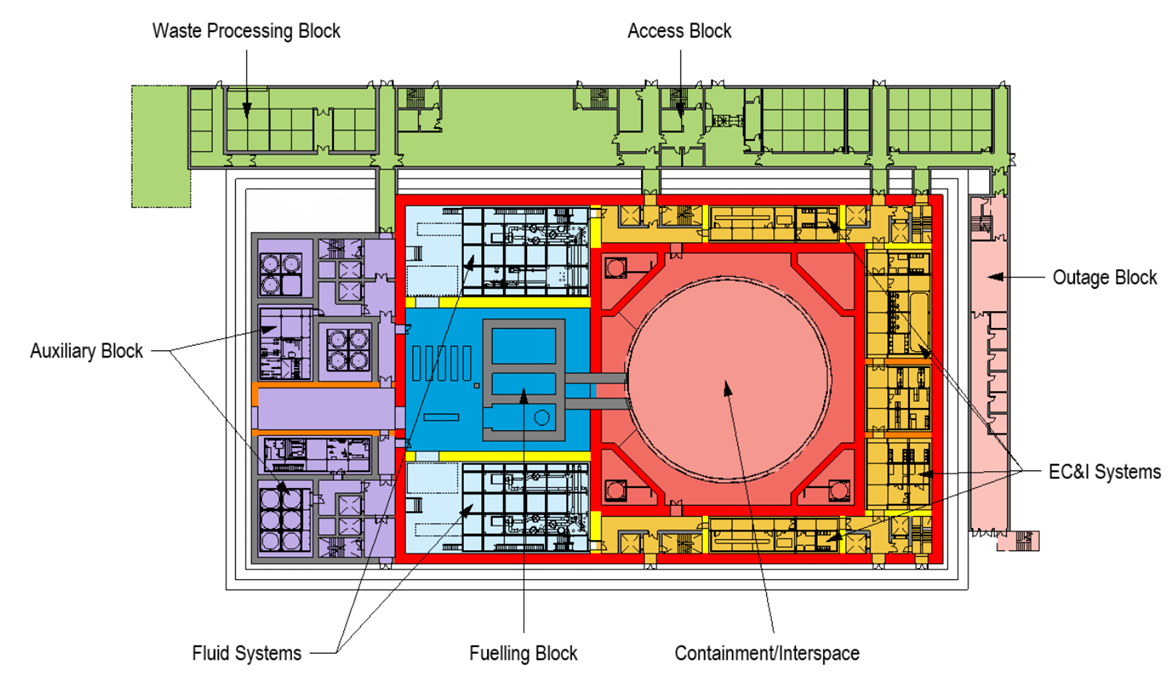 Waste Processing Block
Access Block
Outage Block
Auxiliary Block
EC&I Systems
Fluid Systems
Fuelling Block
Containment/Interspace